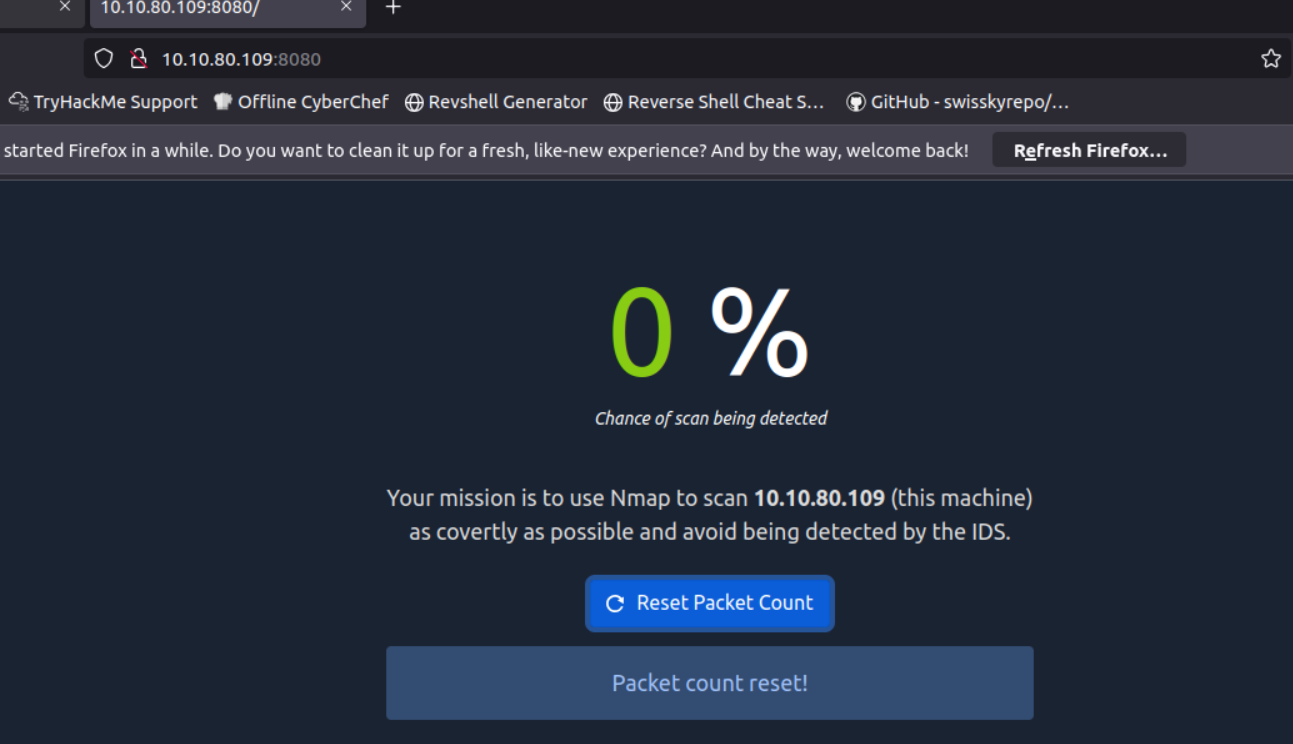 10.10.80.109:8080/
10.10.80.109:8080
TryHackMe Support Offline CyberChef Revshell Generator Reverse Shell Cheat S... GitHub - swisskyrepo/...
started Firefox in a while. Do you want to clean it up for a fresh, like-new experience? And by the way, welcome back! Refresh Firefox...
0 %
Chance of scan being detected
Your mission is to use Nmap to scan 10.10.80.109 (this machine)
as covertly as possible and avoid being detected by the IDS.
Reset Packet Count
Packet count reset!